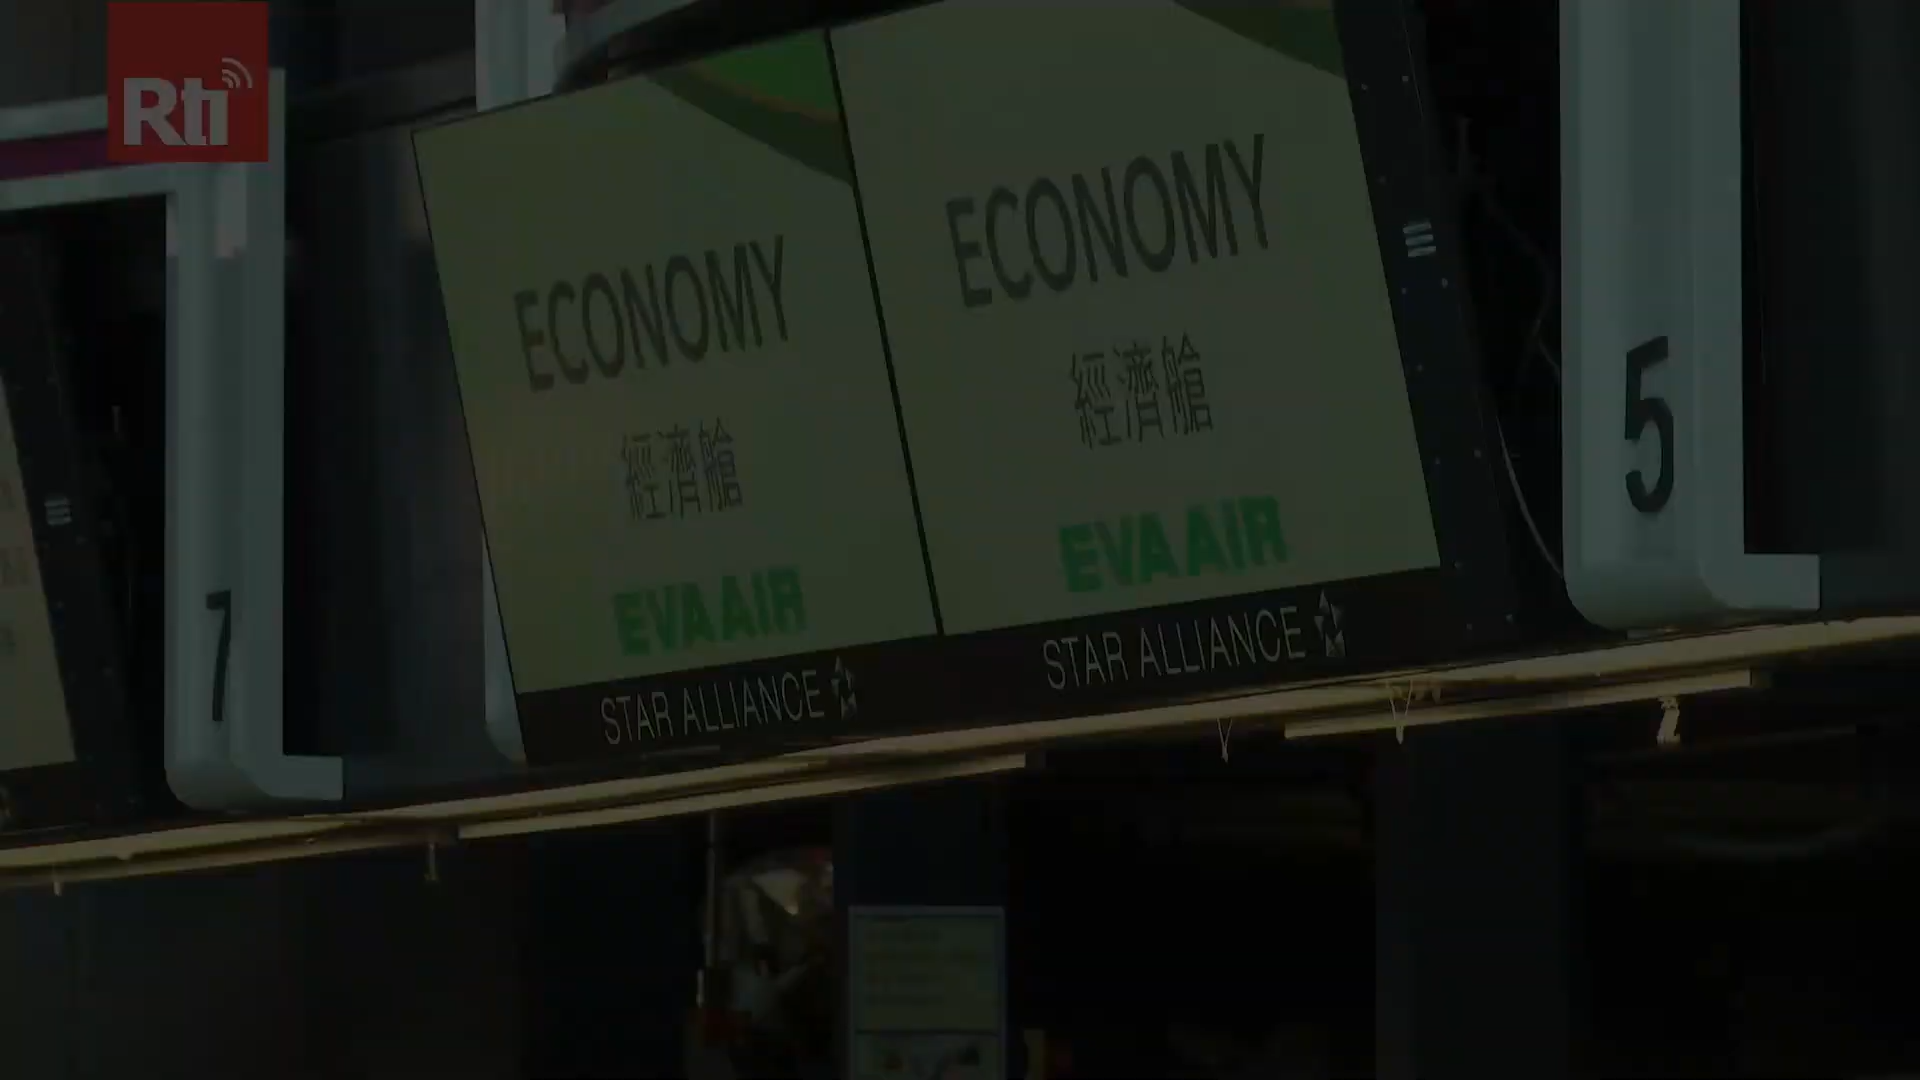 Rti
ECONOMY
經濟艙
EVA AIR
STAR ALLIANCE
ECONOMY
經濟艙
EVA AIR
STAR ALLIANCE
7
5